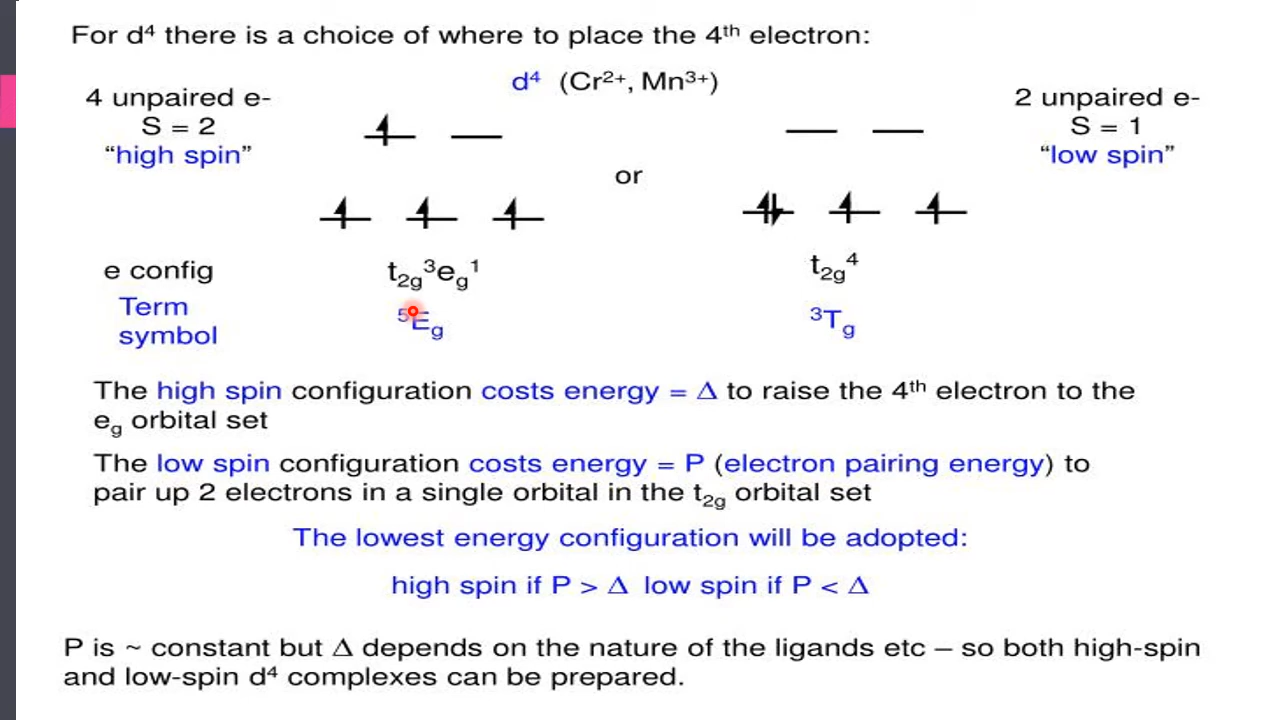 For d⁴ there is a choice of where to place the 4ᵗʰ electron:
d⁴ (Cr²⁺, Mn³⁺)
4 unpaired e-
S = 2
“high spin”
2 unpaired e-
S = 1
“low spin”
or
e config
t₂g³eg¹
t₂g⁴
Term
symbol
⁵Eg
³Tg
The high spin configuration costs energy = Δ to raise the 4ᵗʰ electron to the
eg orbital set
The low spin configuration costs energy = P (electron pairing energy) to
pair up 2 electrons in a single orbital in the t₂g orbital set
The lowest energy configuration will be adopted:
high spin if P > Δ low spin if P < Δ
P is ~ constant but Δ depends on the nature of the ligands etc – so both high-spin
and low-spin d⁴ complexes can be prepared.